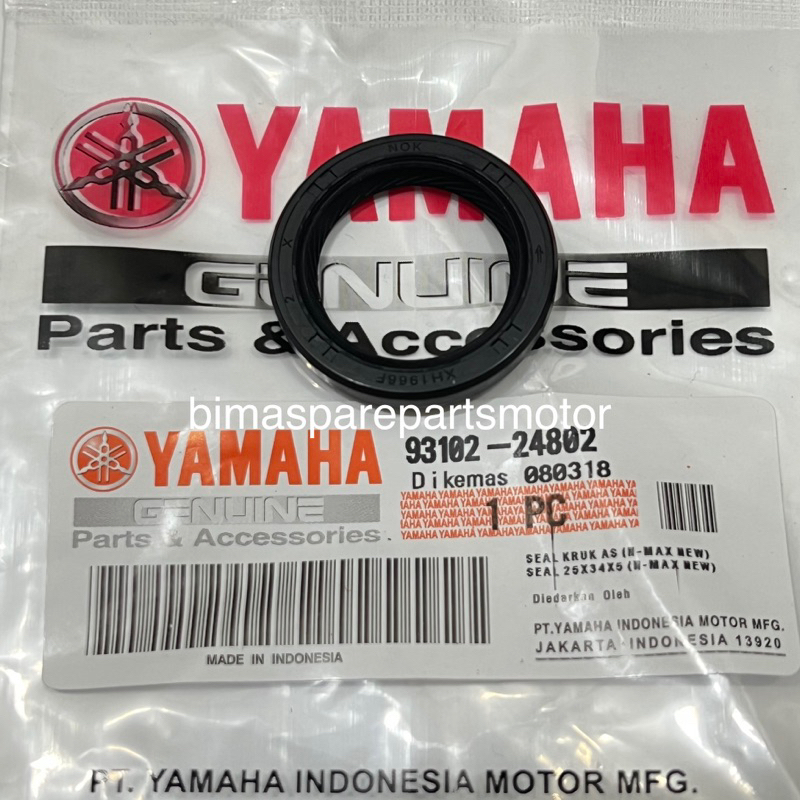 YAMAHA
GENUINE
Parts & Accessories
NOK
X 2
XH1966F
bimasparepartsmotor
YAMAHA
GENUINE
Parts & Accessories.
93102-24802
Dikemas 080318
1 PC
SEAL KRUK AS (N-MAX NEW)
SEAL 25X34X5 (N-MAX NEW)
Diedarkan Oleh
PT.YAMAHA INDONESIA MOTOR MFG.
JAKARTA-INDONESIA 13920
MADE IN INDONESIA
PT. YAMAHA INDONESIA MOTOR MFG.